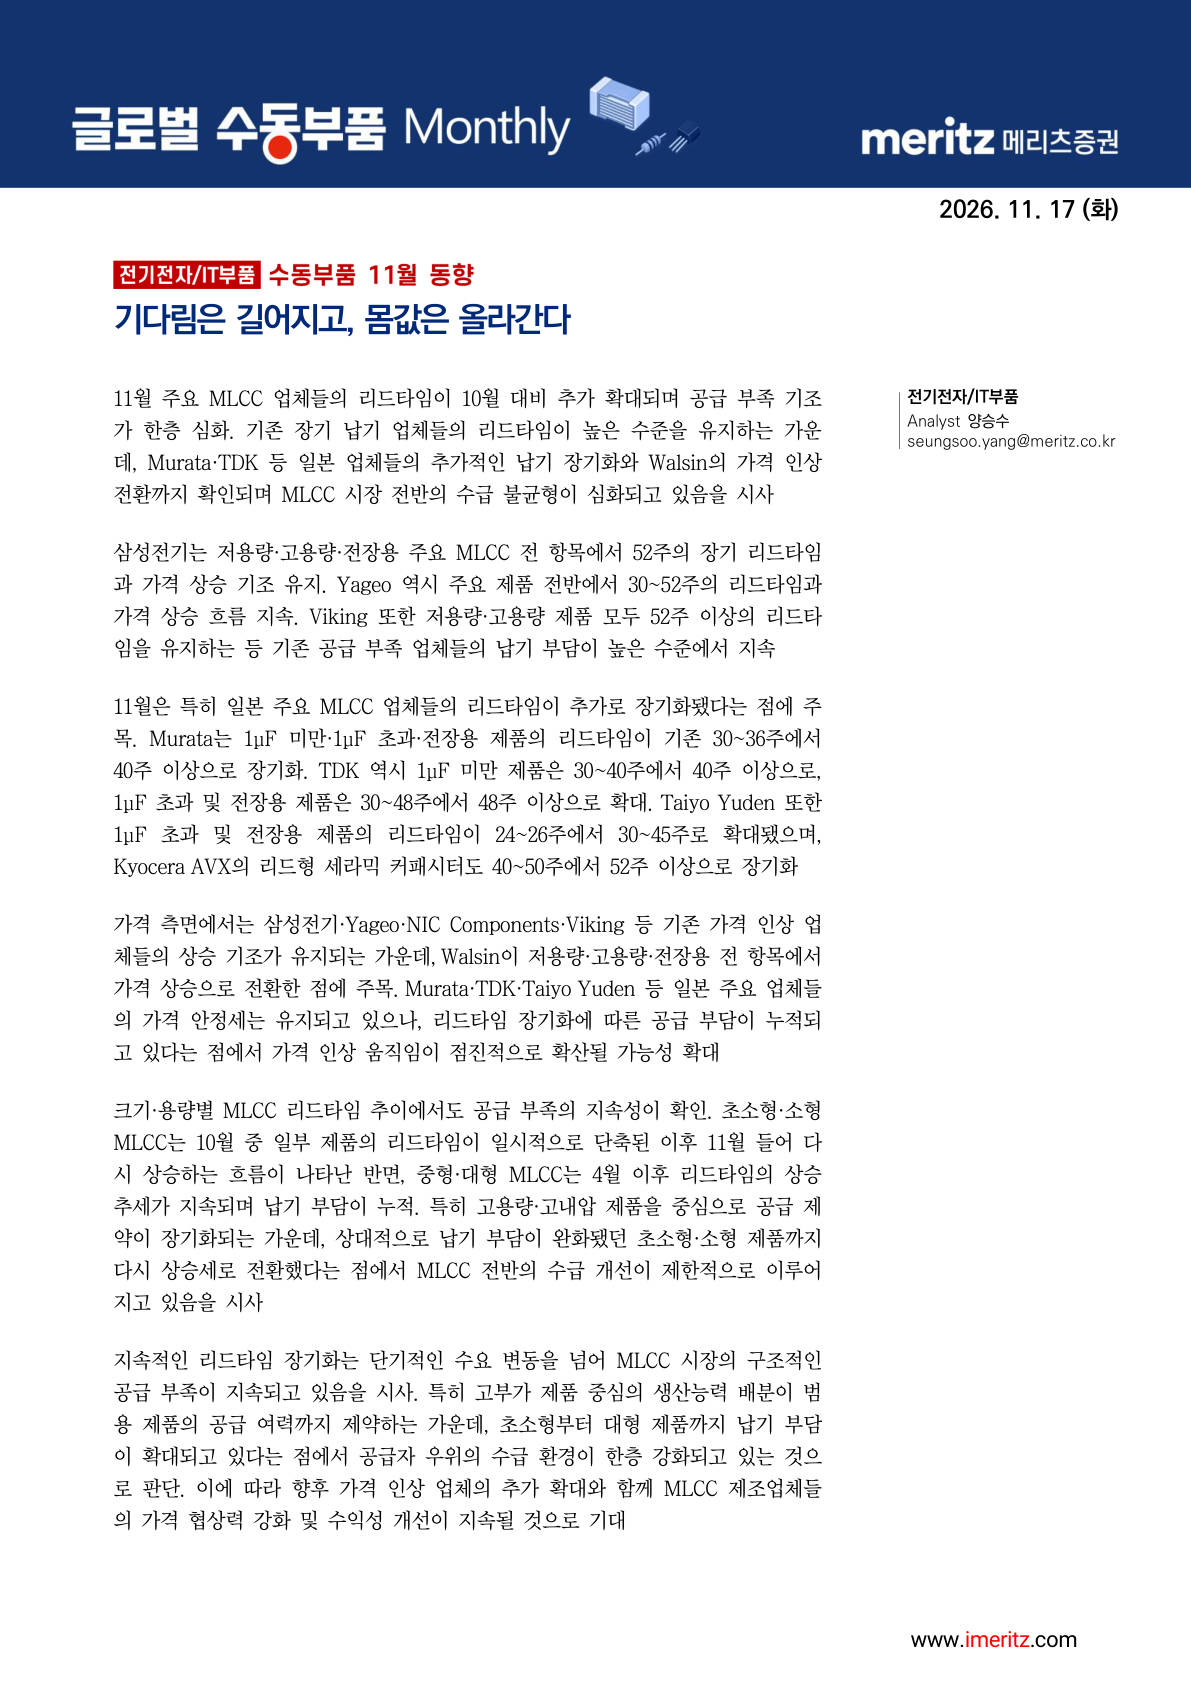 글로벌 수동부품 Monthly
meritz 메리츠증권
2026. 11. 17 (화)
전기전자/IT부품 수동부품 11월 동향
기다림은 길어지고, 몸값은 올라간다
11월 주요 MLCC 업체들의 리드타임이 10월 대비 추가 확대되며 공급 부족 기조
가 한층 심화. 기존 장기 납기 업체들의 리드타임이 높은 수준을 유지하는 가운
데, Murata·TDK 등 일본 업체들의 추가적인 납기 장기화와 Walsin의 가격 인상
전환까지 확인되며 MLCC 시장 전반의 수급 불균형이 심화되고 있음을 시사
전기전자/IT부품
Analyst 양승수
seungsoo.yang@meritz.co.kr
삼성전기는 저용량·고용량·전장용 주요 MLCC 전 항목에서 52주의 장기 리드타임
과 가격 상승 기조 유지. Yageo 역시 주요 제품 전반에서 30~52주의 리드타임과
가격 상승 흐름 지속. Viking 또한 저용량·고용량 제품 모두 52주 이상의 리드타
임을 유지하는 등 기존 공급 부족 업체들의 납기 부담이 높은 수준에서 지속
11월은 특히 일본 주요 MLCC 업체들의 리드타임이 추가로 장기화됐다는 점에 주
목. Murata는 1µF 미만·1µF 초과·전장용 제품의 리드타임이 기존 30~36주에서
40주 이상으로 장기화. TDK 역시 1µF 미만 제품은 30~40주에서 40주 이상으로,
1µF 초과 및 전장용 제품은 30~48주에서 48주 이상으로 확대. Taiyo Yuden 또한
1µF 초과 및 전장용 제품의 리드타임이 24~26주에서 30~45주로 확대됐으며,
Kyocera AVX의 리드형 세라믹 커패시터도 40~50주에서 52주 이상으로 장기화
가격 측면에서는 삼성전기·Yageo·NIC Components·Viking 등 기존 가격 인상 업
체들의 상승 기조가 유지되는 가운데, Walsin이 저용량·고용량·전장용 전 항목에서
가격 상승으로 전환한 점에 주목. Murata·TDK·Taiyo Yuden 등 일본 주요 업체들
의 가격 안정세는 유지되고 있으나, 리드타임 장기화에 따른 공급 부담이 누적되
고 있다는 점에서 가격 인상 움직임이 점진적으로 확산될 가능성 확대
크기·용량별 MLCC 리드타임 추이에서도 공급 부족의 지속성이 확인. 초소형·소형
MLCC는 10월 중 일부 제품의 리드타임이 일시적으로 단축된 이후 11월 들어 다
시 상승하는 흐름이 나타난 반면, 중형·대형 MLCC는 4월 이후 리드타임의 상승
추세가 지속되며 납기 부담이 누적. 특히 고용량·고내압 제품을 중심으로 공급 제
약이 장기화되는 가운데, 상대적으로 납기 부담이 완화됐던 초소형·소형 제품까지
다시 상승세로 전환했다는 점에서 MLCC 전반의 수급 개선이 제한적으로 이루어
지고 있음을 시사
지속적인 리드타임 장기화는 단기적인 수요 변동을 넘어 MLCC 시장의 구조적인
공급 부족이 지속되고 있음을 시사. 특히 고부가 제품 중심의 생산능력 배분이 범
용 제품의 공급 여력까지 제약하는 가운데, 초소형부터 대형 제품까지 납기 부담
이 확대되고 있다는 점에서 공급자 우위의 수급 환경이 한층 강화되고 있는 것으
로 판단. 이에 따라 향후 가격 인상 업체의 추가 확대와 함께 MLCC 제조업체들
의 가격 협상력 강화 및 수익성 개선이 지속될 것으로 기대
www.imeritz.com